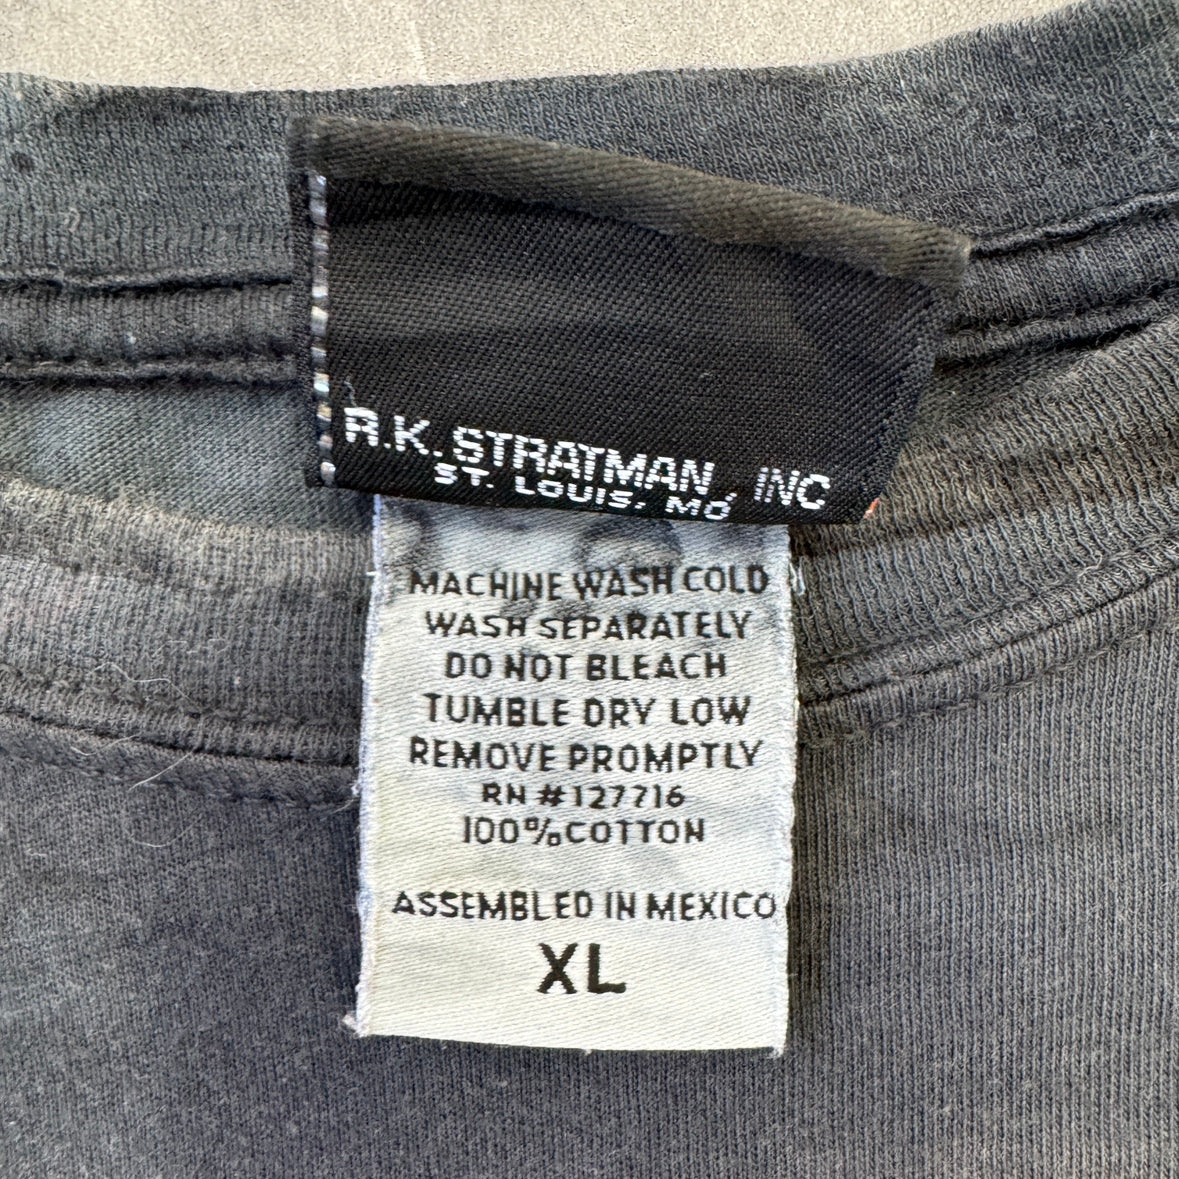 R.K. STRATMAN, INC
ST. LOUIS, MO
MACHINE WASH COLD
WASH SEPARATELY
DO NOT BLEACH
TUMBLE DRY LOW
REMOVE PROMPTLY
RN #127716
100% COTTON
ASSEMBLED IN MEXICO
XL